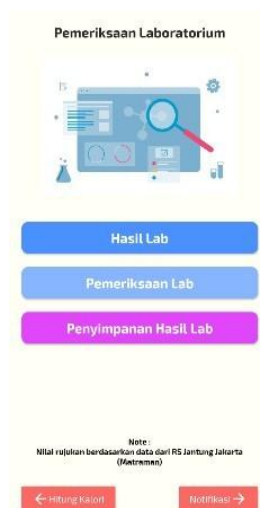 Pemeriksaan Laboratorium
Hasil Lab
Pemeriksaan Lab
Penyimpanan Hasil Lab
Note :
Nilai rujukan berdasarkan data dari RS Jantung Jakarta
(Matraman)
← Hitung Kalori
Notifikasi →